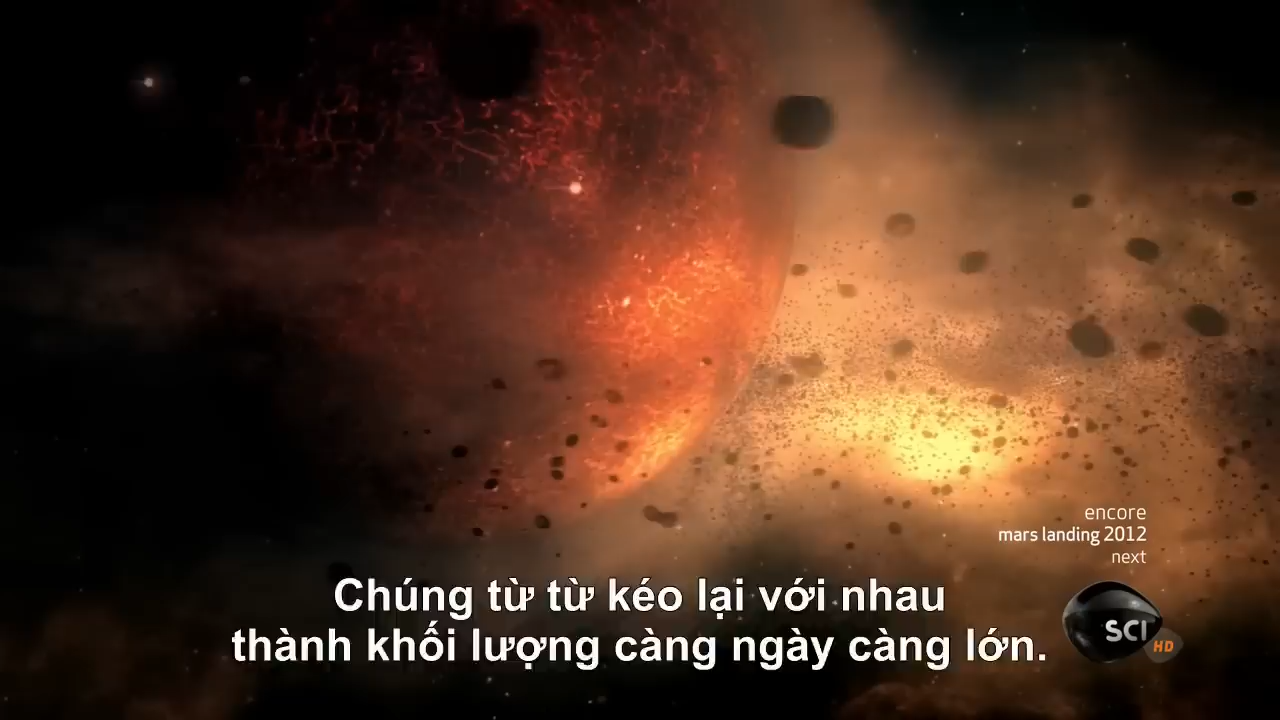 encore
mars landing 2012
next
Chúng từ từ kéo lại với nhau
thành khối lượng càng ngày càng lớn.
SCI
HD